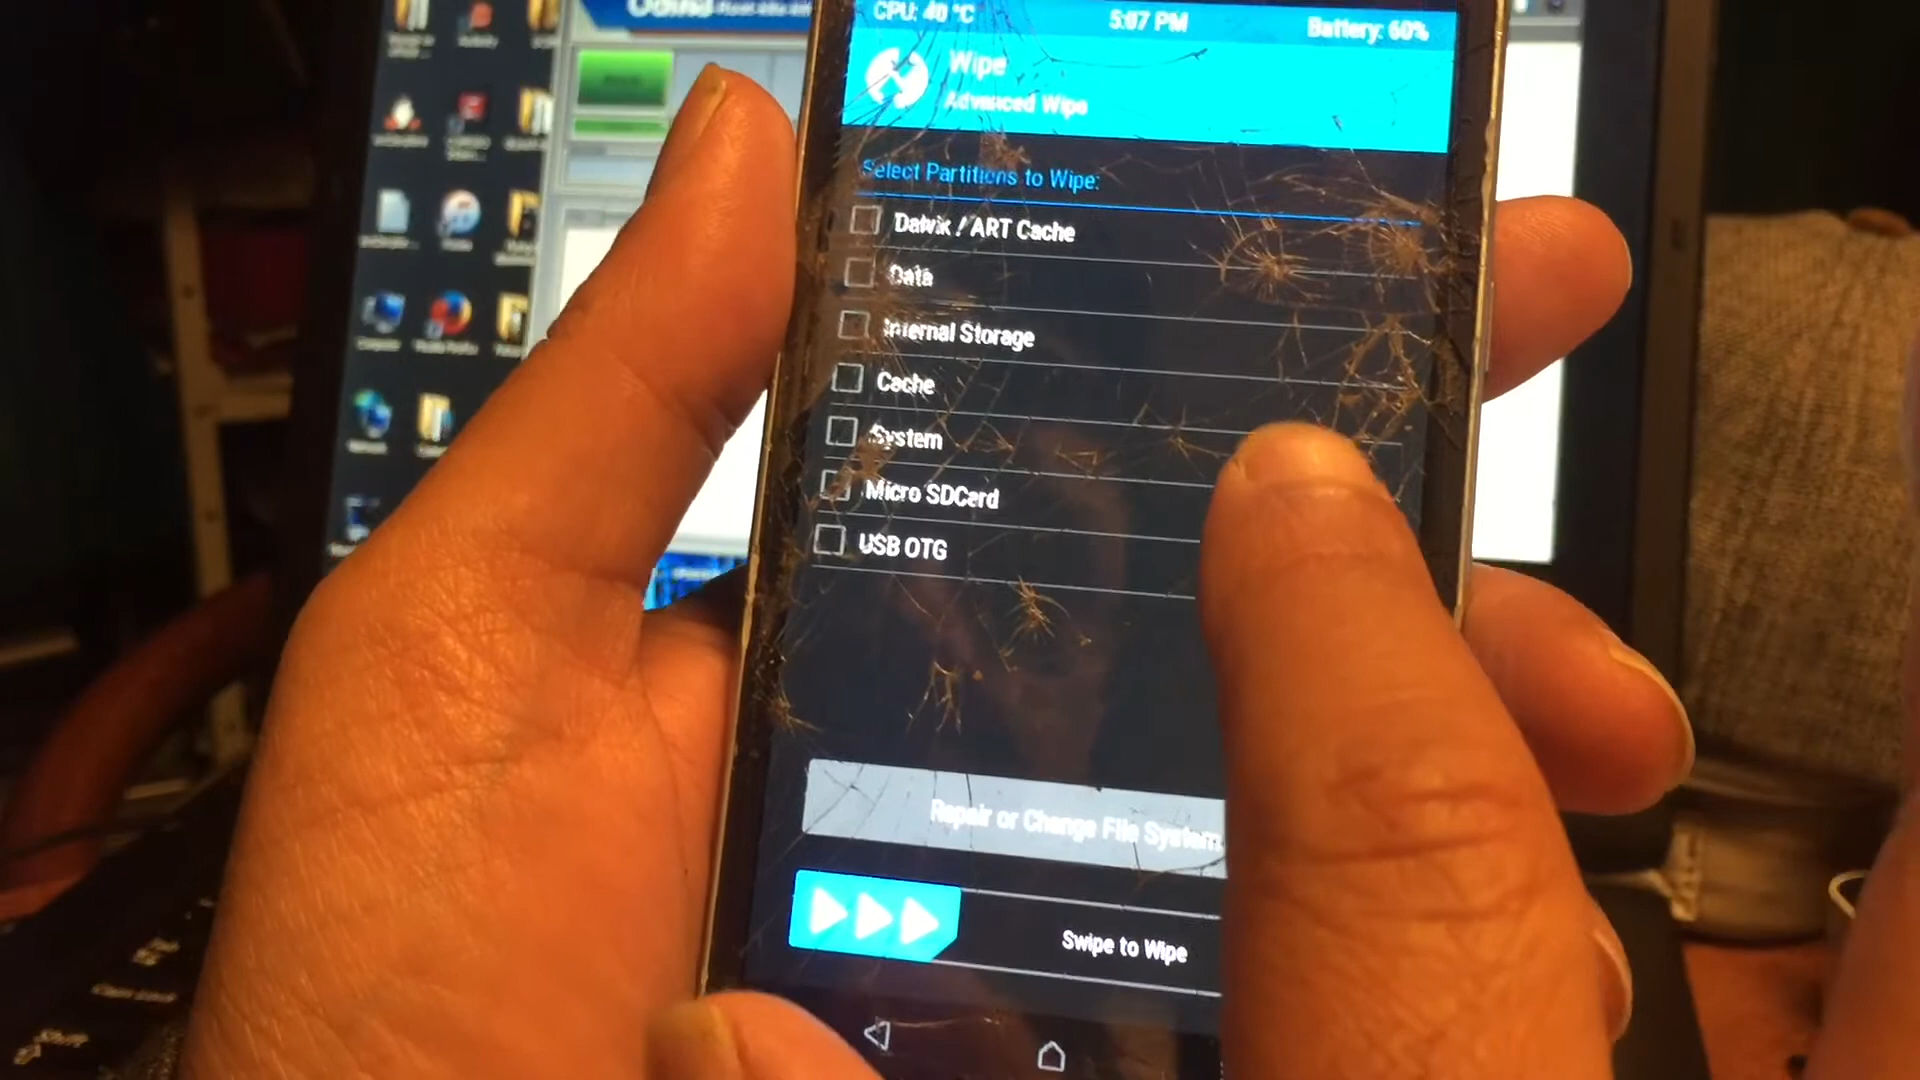 Odin3
CPU: 40 °C
5:07 PM
Battery: 60%
Wipe
Advanced Wipe
Select Partitions to Wipe:
Dalvik / ART Cache
Data
Internal Storage
Cache
System
Micro SDCard
USB OTG
Repair or Change File System
Swipe to Wipe